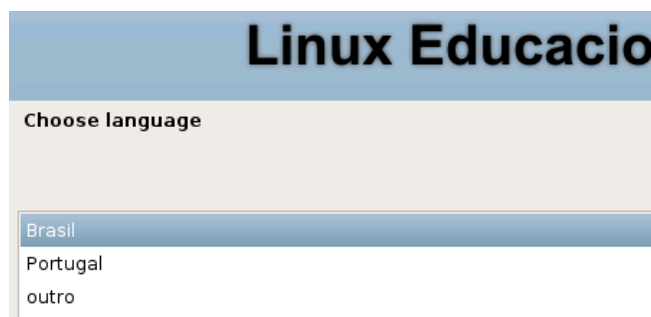 Linux Educacio
Choose language
Brasil
Portugal
outro